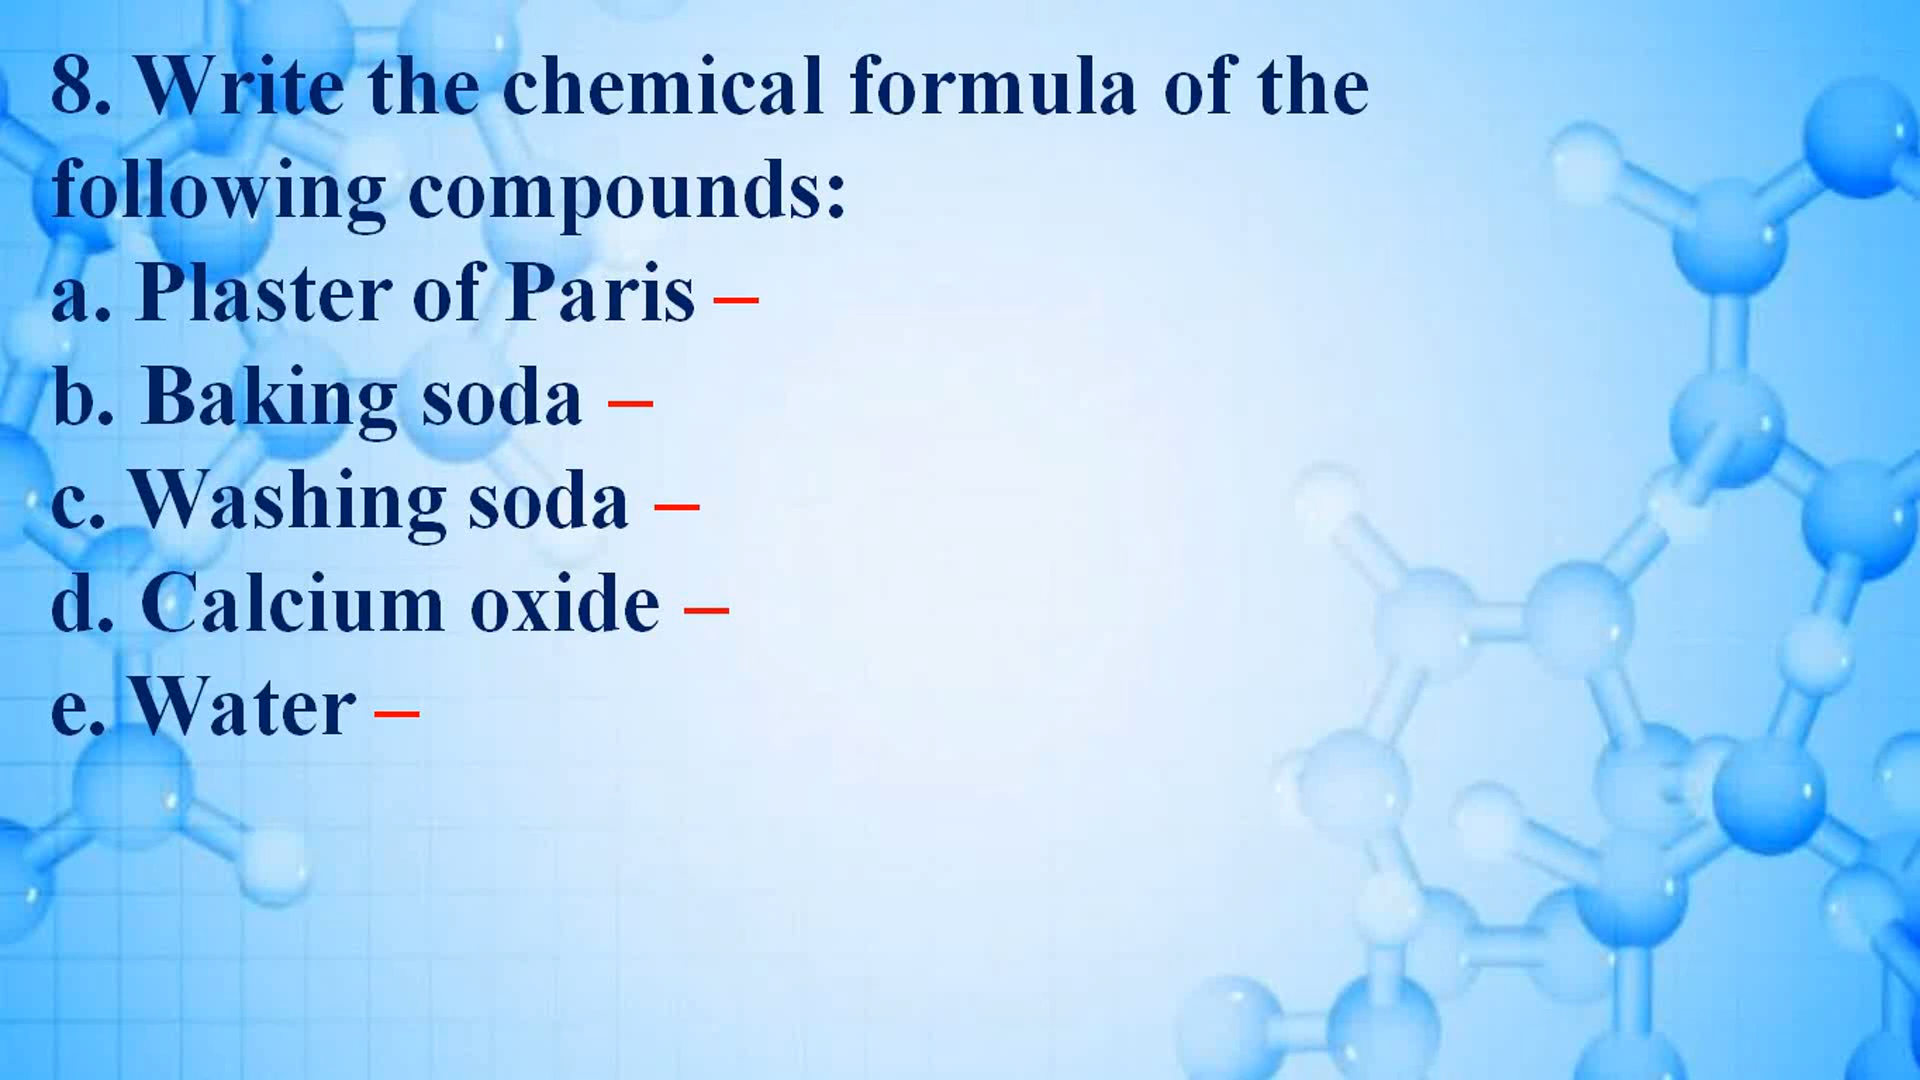 8. Write the chemical formula of the
following compounds:
a. Plaster of Paris –
b. Baking soda –
c. Washing soda –
d. Calcium oxide –
e. Water –